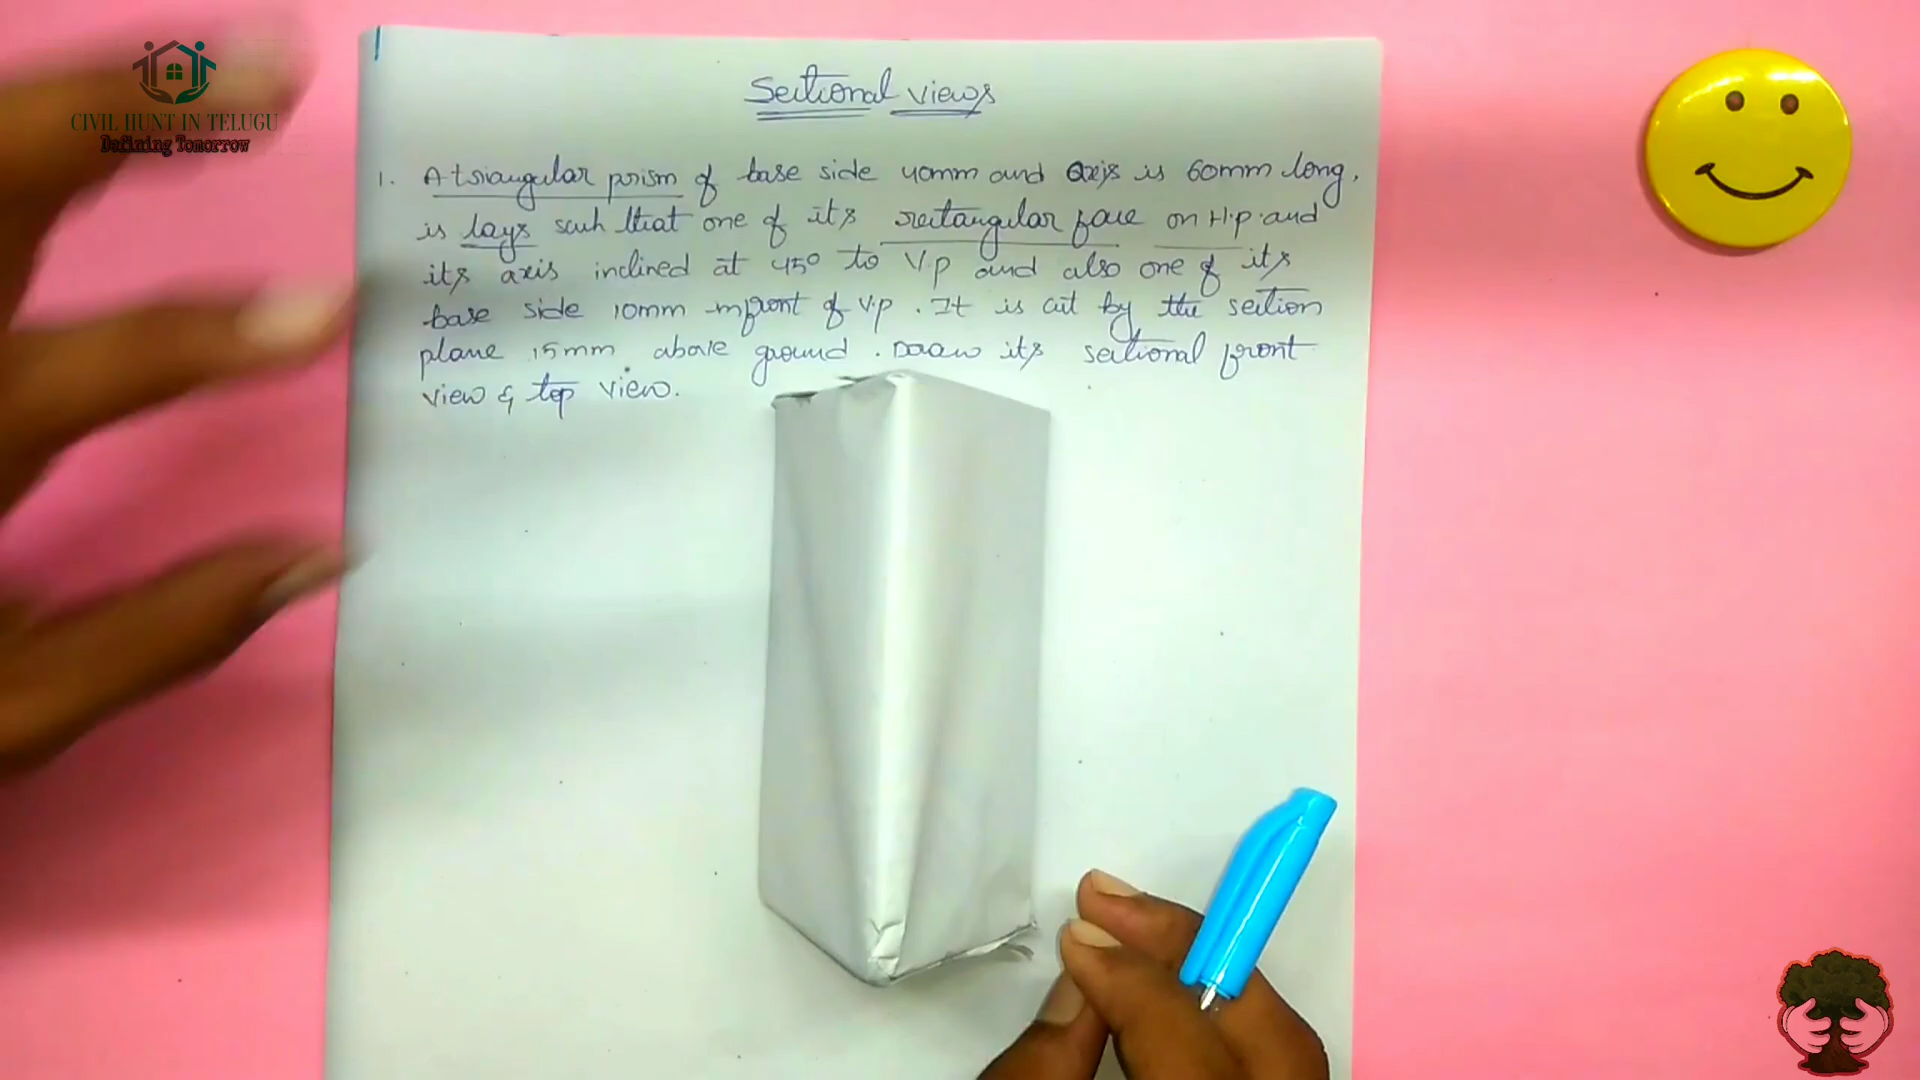 CIVIL HUNT IN TELUGU
Defining Tomorrow
Sectional views
1. A triangular prism of base side 40mm and axis is 60mm long,
is lays such that one of its rectangular face on H.p. and
its axis inclined at 45° to V.p and also one of its
base side 10mm infront of v.p. It is cut by the section
plane 15mm above ground. Draw its sectional front
view & top view.